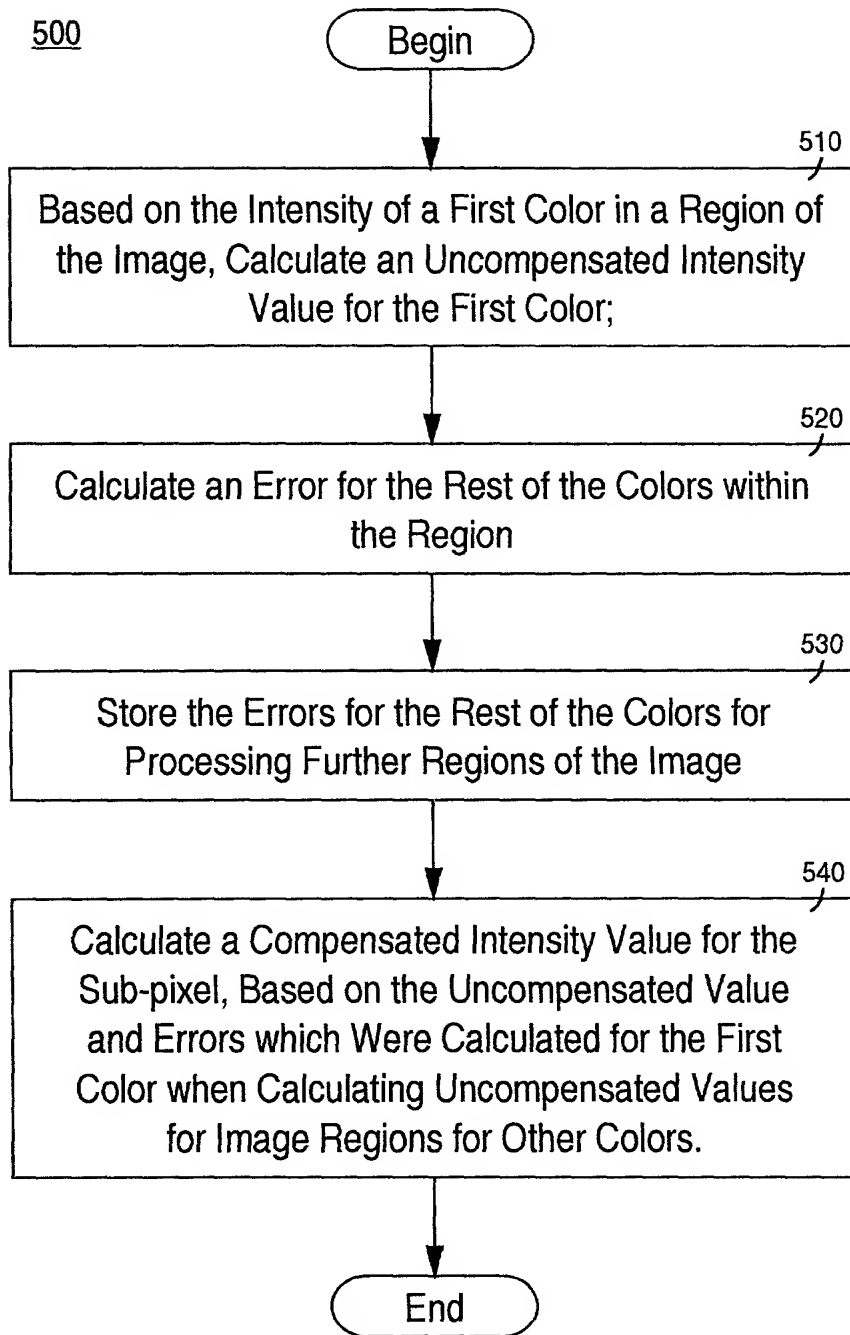 500
Begin
510
Based on the Intensity of a First Color in a Region of
the Image, Calculate an Uncompensated Intensity
Value for the First Color;
520
Calculate an Error for the Rest of the Colors within
the Region
530
Store the Errors for the Rest of the Colors for
Processing Further Regions of the Image
540
Calculate a Compensated Intensity Value for the
Sub-pixel, Based on the Uncompensated Value
and Errors which Were Calculated for the First
Color when Calculating Uncompensated Values
for Image Regions for Other Colors.
End